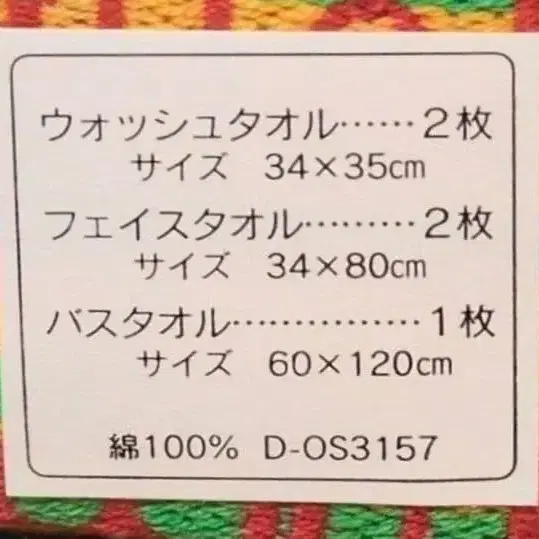 ウォッシュタオル……2枚
サイズ 34×35cm
フェイスタオル………2枚
サイズ 34×80cm
バスタオル……………1枚
サイズ 60×120cm
綿100% D-OS3157